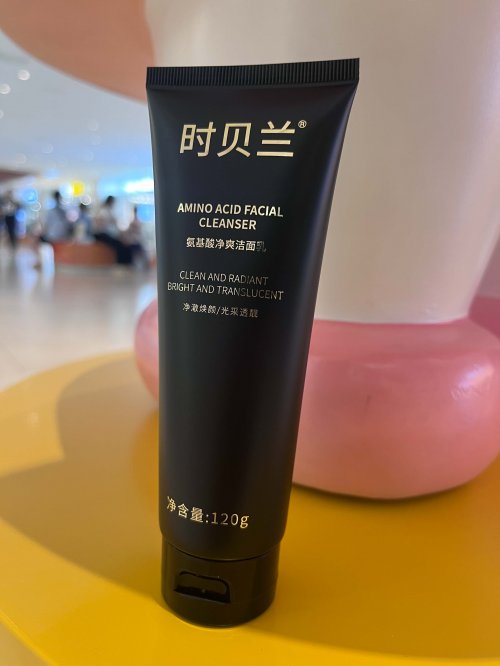 时贝兰®
AMINO ACID FACIAL
CLEANSER
氨基酸净爽洁面乳
CLEAN AND RADIANT
BRIGHT AND TRANSLUCENT
净澈焕颜/光采透靓
净含量:120g